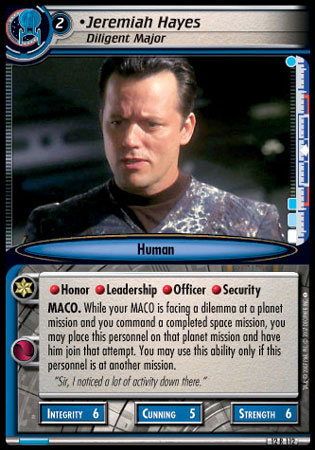 2
•Jeremiah Hayes
Diligent Major
Human
Honor Leadership Officer Security
MACO. While your MACO is facing a dilemma at a planet
mission and you command a completed space mission, you
may place this personnel on that planet mission and have
him join that attempt. You may use this ability only if this
personnel is at another mission.
"Sir, I noticed a lot of activity down there."
INTEGRITY 6
CUNNING 5
STRENGTH 6
12 R 112